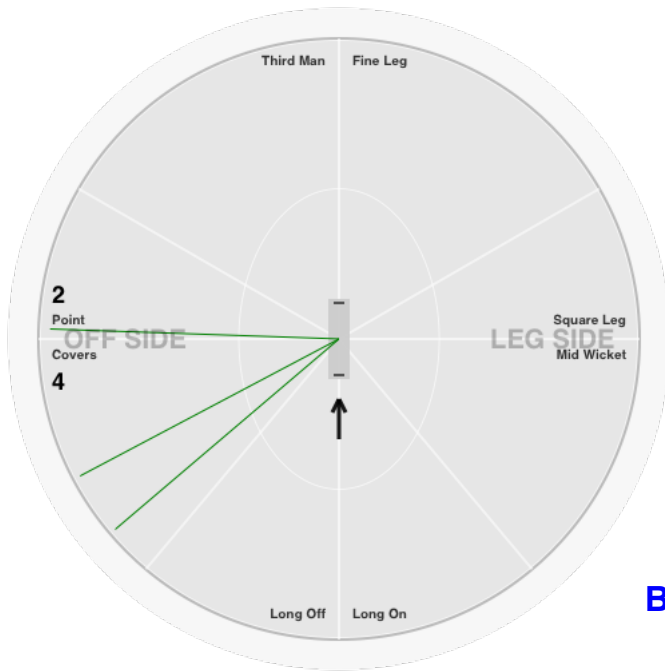 Third Man Fine Leg
2
Point Square Leg
OFF SIDE LEG SIDE
Covers Mid Wicket
4
B
Long Off Long On